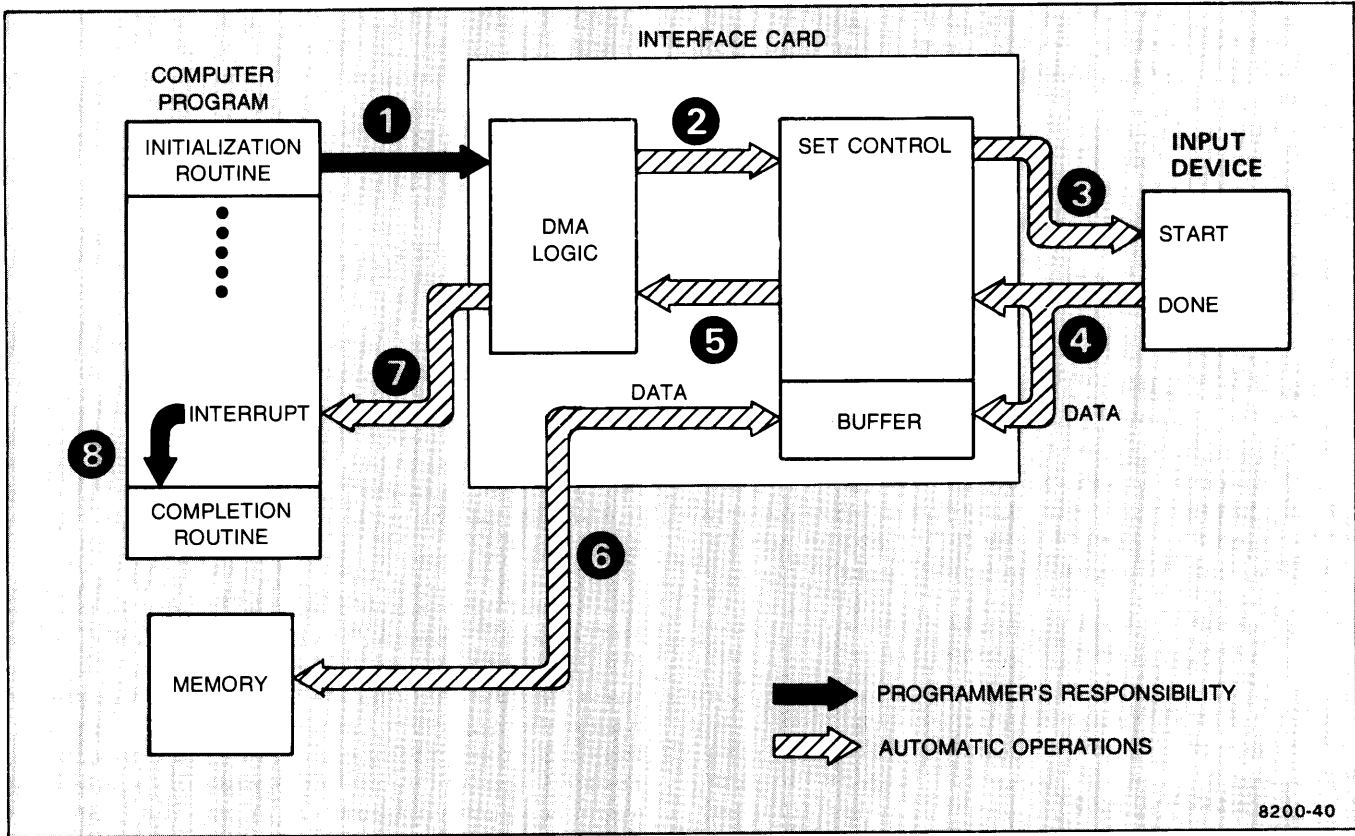 INTERFACE CARD
COMPUTER
PROGRAM
1
2
INITIALIZATION
ROUTINE
SET CONTROL
INPUT
DEVICE
3
START
DMA
LOGIC
DONE
5
4
7
DATA
INTERRUPT
BUFFER
DATA
8
COMPLETION
ROUTINE
6
MEMORY
PROGRAMMER'S RESPONSIBILITY
AUTOMATIC OPERATIONS
8200-40